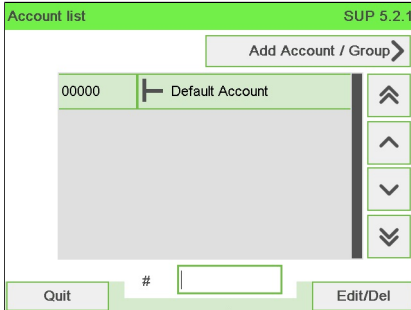 Account list SUP 5.2.1
Add Account / Group
00000 Default Account
#
Quit Edit/Del